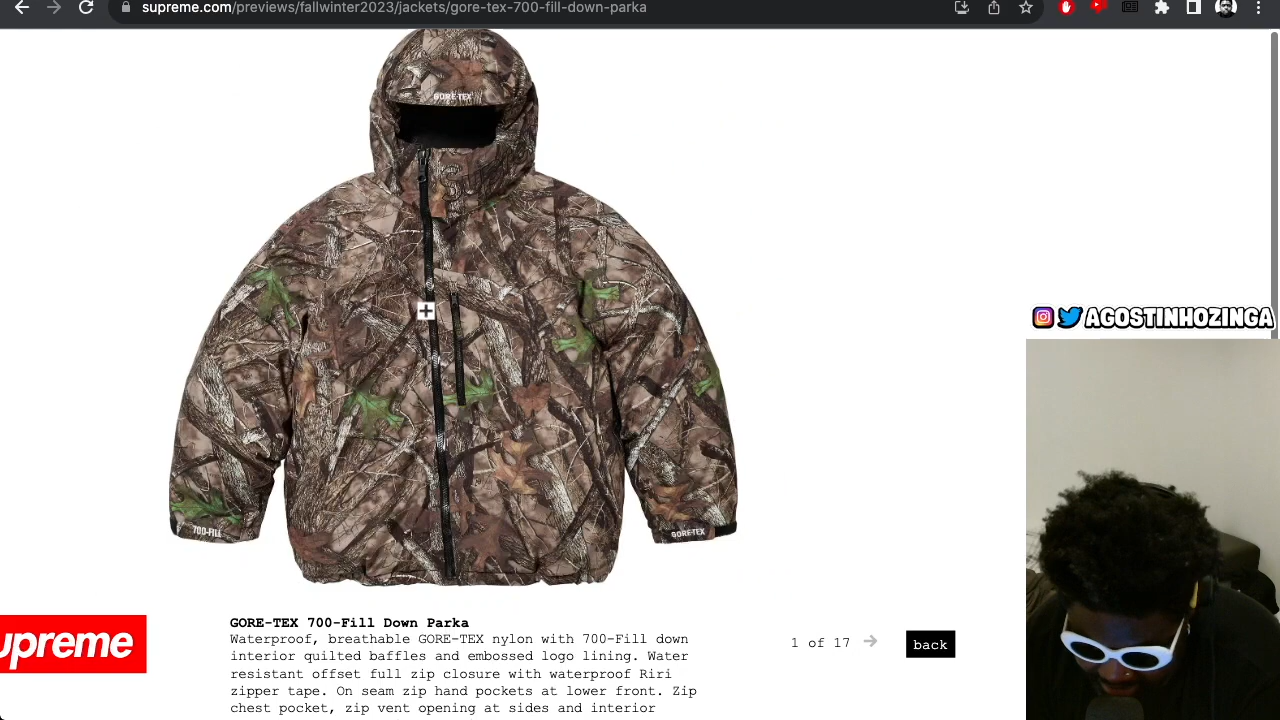 supreme.com/previews/fallwinter2023/jackets/gore-tex-700-fill-down-parka
GORE-TEX
700-FILL
GORE-TEX
AGOSTINHOZINGA
upreme
GORE-TEX 700-Fill Down Parka
Waterproof, breathable GORE-TEX nylon with 700-Fill down
interior quilted baffles and embossed logo lining. Water
resistant offset full zip closure with waterproof Riri
zipper tape. On seam zip hand pockets at lower front. Zip
chest pocket, zip vent opening at sides and interior
1 of 17
back